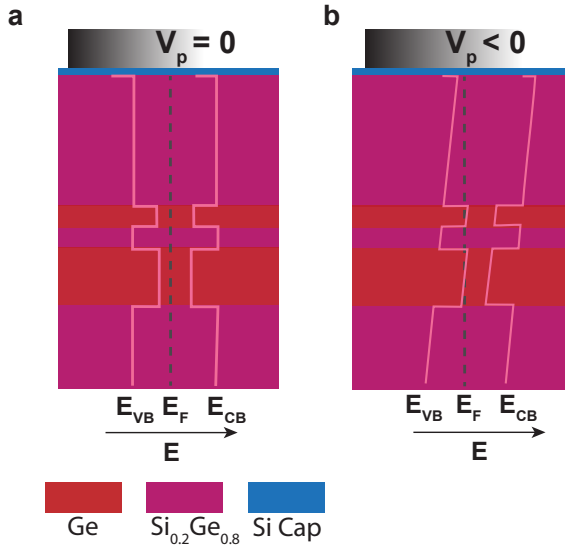 a
b
V_p = 0
V_p < 0
E_VB E_F E_CB
E
E_VB E_F E_CB
E
Ge
Si_0.2Ge_0.8
Si Cap